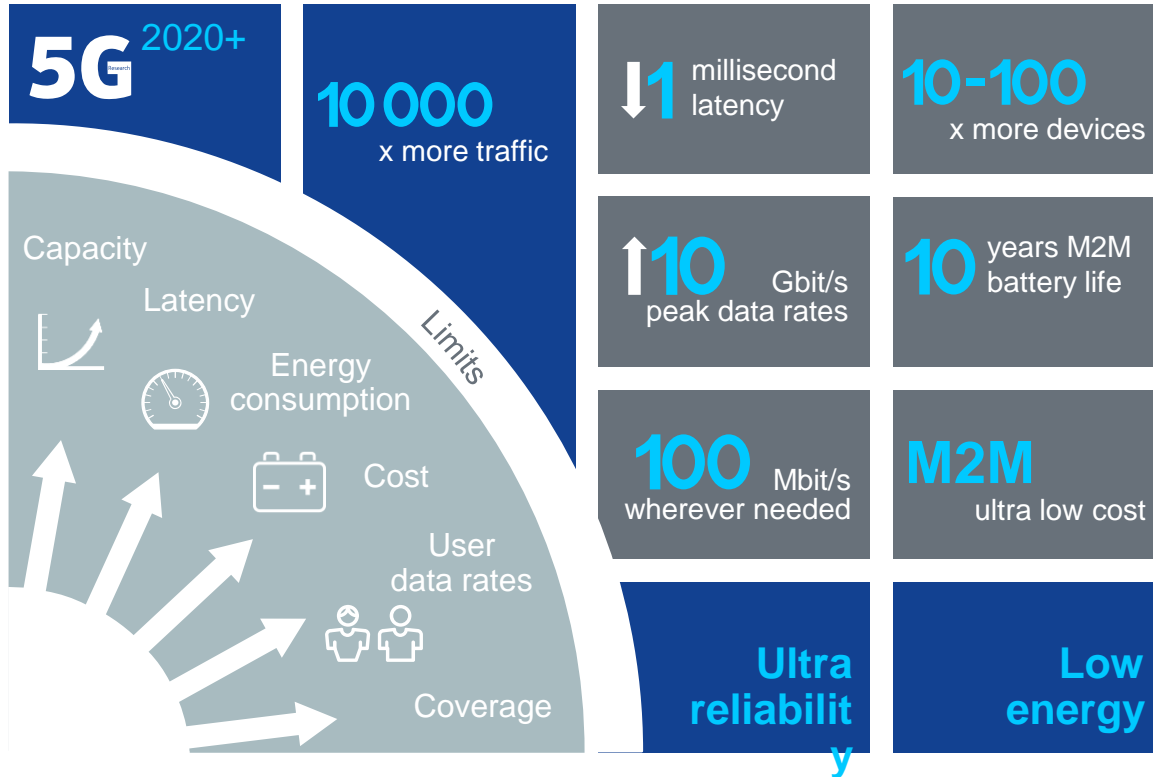 5G
Research
2020+
10 000
x more traffic
1
millisecond
latency
10-100
x more devices
Capacity
Latency
Energy
consumption
Cost
User
data rates
Coverage
Limits
10
Gbit/s
peak data rates
10
years M2M
battery life
100
Mbit/s
wherever needed
M2M
ultra low cost
Ultra
reliabilit
y
Low
energy